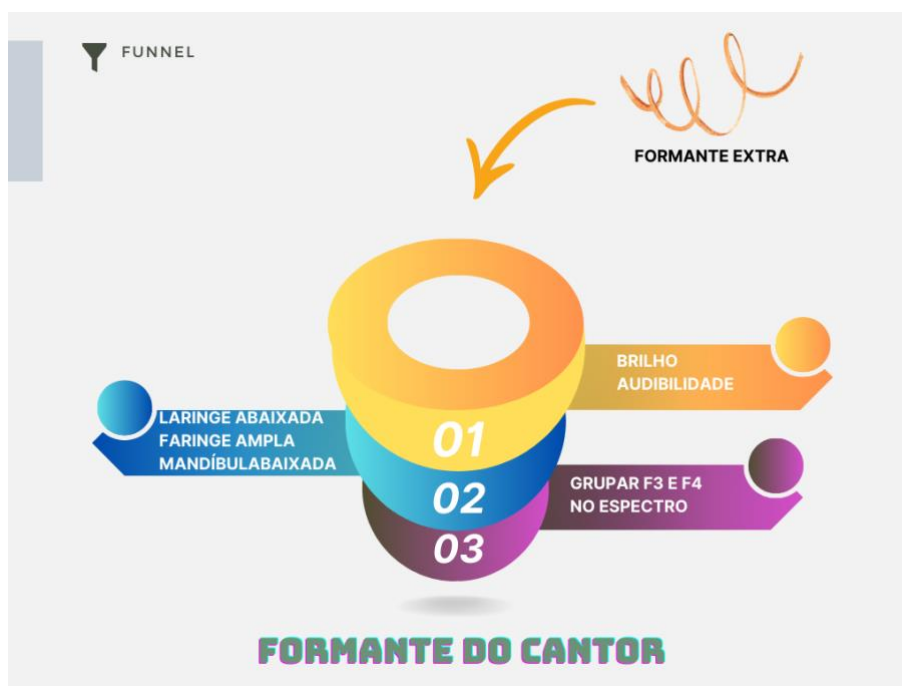 FUNNEL
FORMANTE EXTRA
BRILHO
AUDIBILIDADE
01
LARINGE ABAIXADA
FARINGE AMPLA
MANDÍBULABAIXADA
02
GRUPAR F3 E F4
NO ESPECTRO
03
FORMANTE DO CANTOR